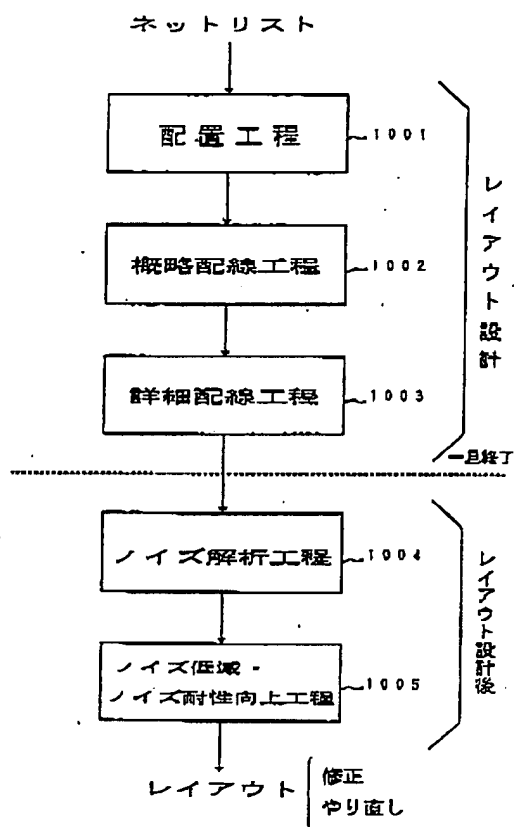 ネットリスト
配置工程
1001
概略配線工程
1002
詳細配線工程
1003
レイアウト設計
一旦終了
ノイズ解析工程
1004
ノイズ低減・
ノイズ耐性向上工程
1005
レイアウト設計後
レイアウト
修正
やり直し